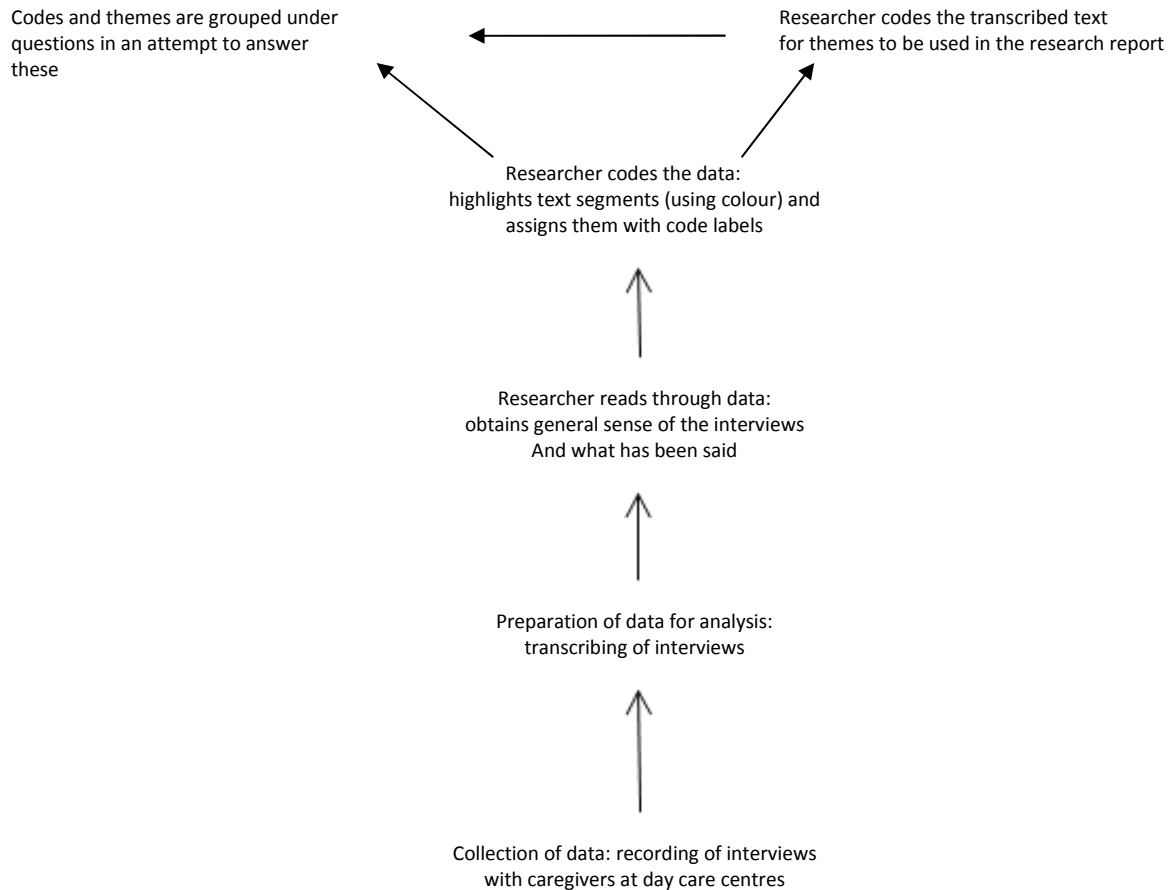 Codes and themes are grouped under
questions in an attempt to answer
these
Researcher codes the transcribed text
for themes to be used in the research report
Researcher codes the data:
highlights text segments (using colour) and
assigns them with code labels
Researcher reads through data:
obtains general sense of the interviews
And what has been said
Preparation of data for analysis:
transcribing of interviews
Collection of data: recording of interviews
with caregivers at day care centres